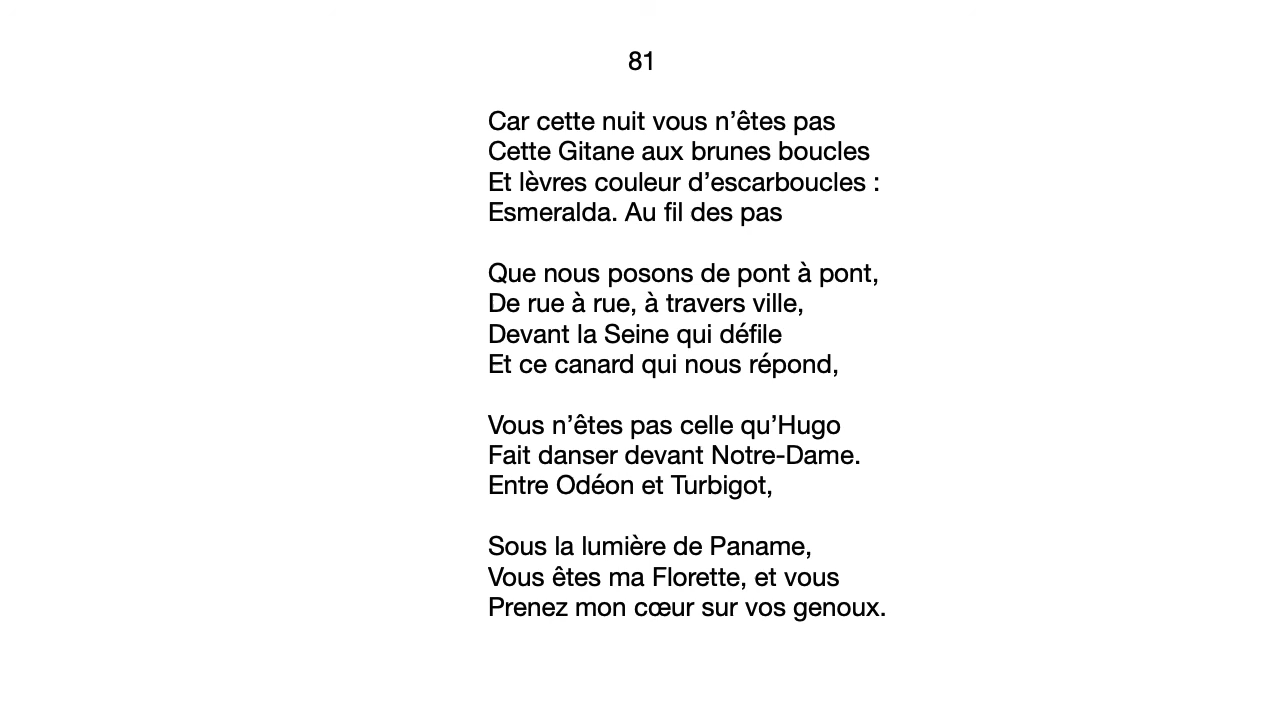 81
Car cette nuit vous n’êtes pas
Cette Gitane aux brunes boucles
Et lèvres couleur d’escarboucles :
Esmeralda. Au fil des pas
Que nous posons de pont à pont,
De rue à rue, à travers ville,
Devant la Seine qui défile
Et ce canard qui nous répond,
Vous n’êtes pas celle qu’Hugo
Fait danser devant Notre-Dame.
Entre Odéon et Turbigot,
Sous la lumière de Paname,
Vous êtes ma Florette, et vous
Prenez mon cœur sur vos genoux.